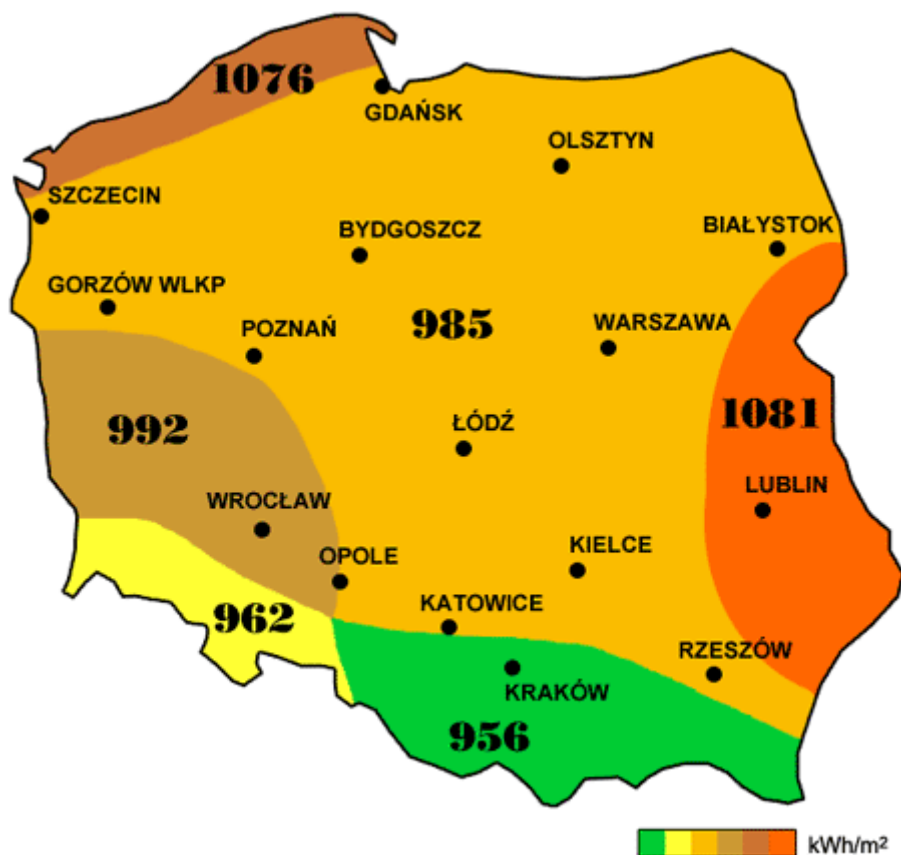 1076
GDAŃSK
OLSZTYN
SZCZECIN
BYDGOSZCZ
BIAŁYSTOK
GORZÓW WLKP
985
WARSZAWA
POZNAŃ
1081
992
ŁÓDŹ
LUBLIN
WROCŁAW
KIELCE
OPOLE
KATOWICE
962
RZESZÓW
KRAKÓW
956
kWh/m²